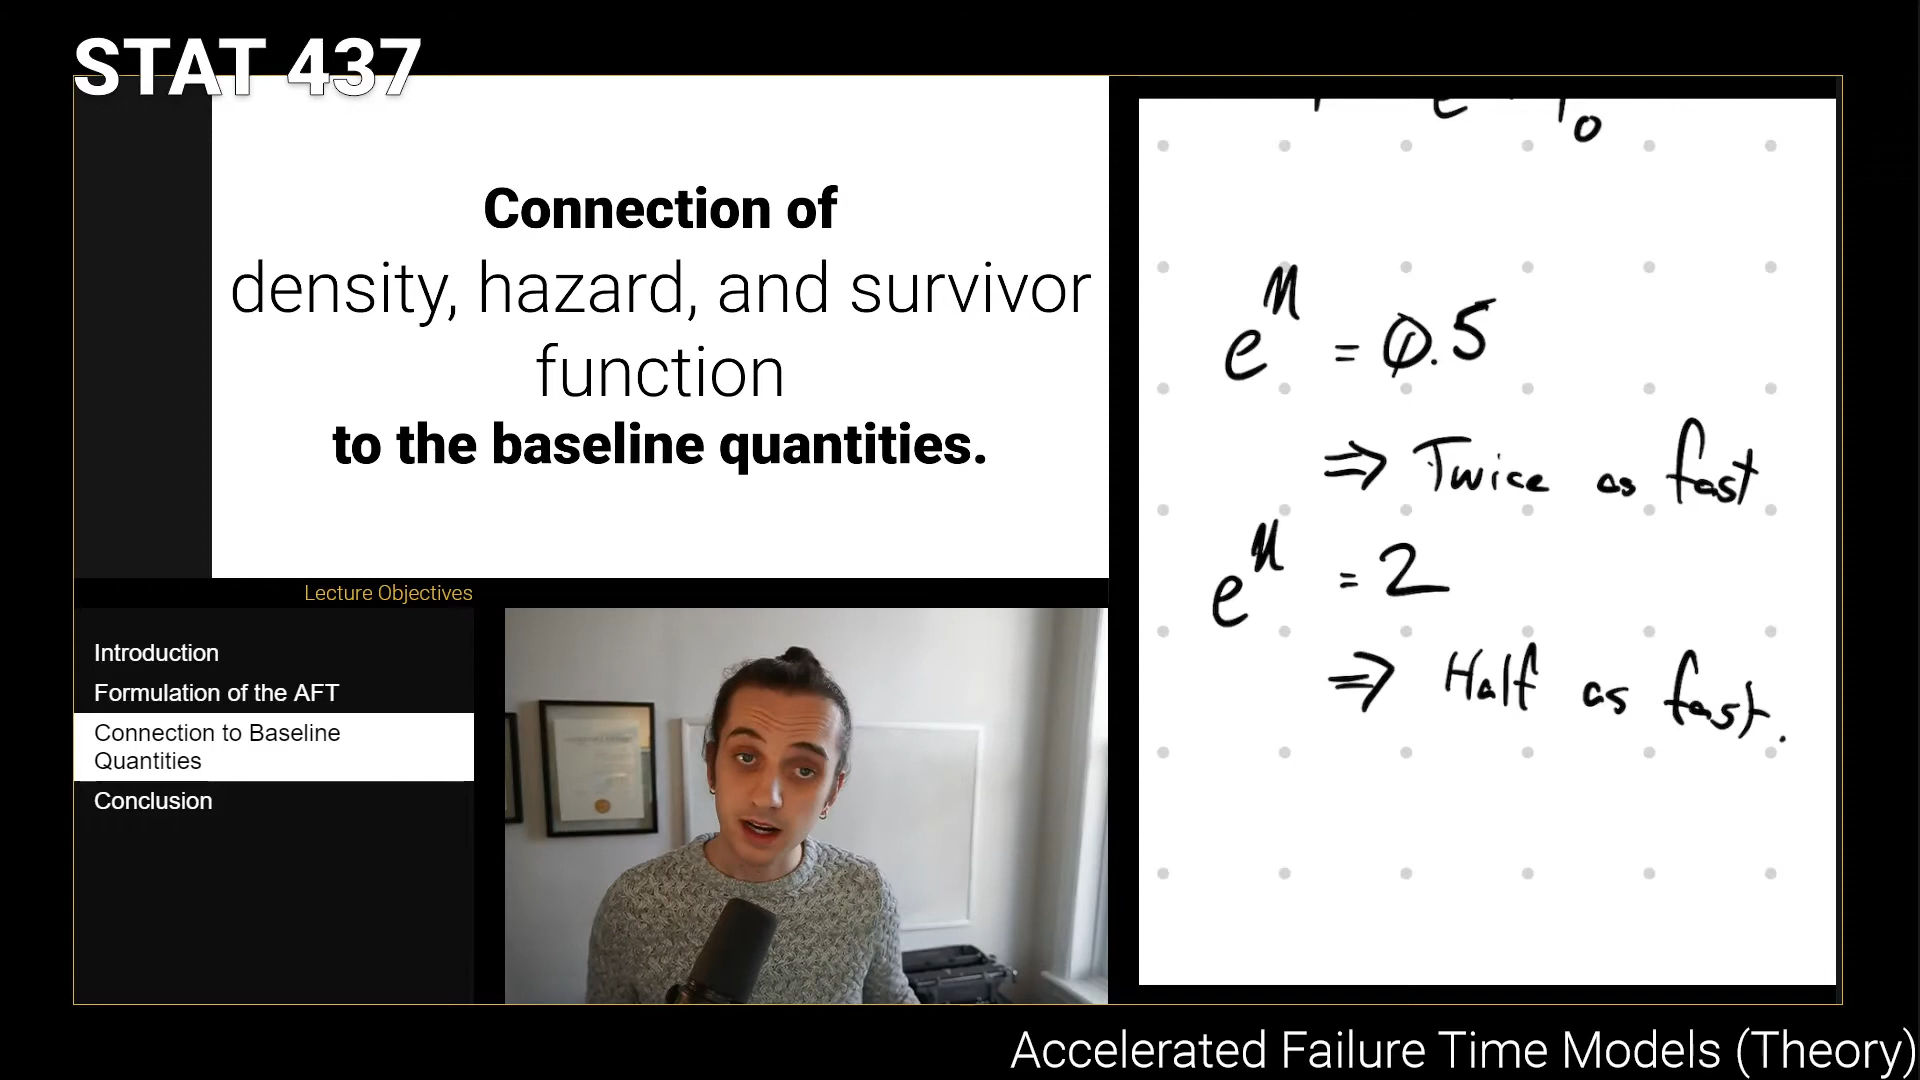 STAT 437
Connection of
density, hazard, and survivor
function
to the baseline quantities.
Lecture Objectives
Introduction
Formulation of the AFT
Connection to Baseline
Quantities
Conclusion
e^μ = 0.5
⇒ Twice as fast
e^μ = 2
⇒ Half as fast.
Accelerated Failure Time Models (Theory)